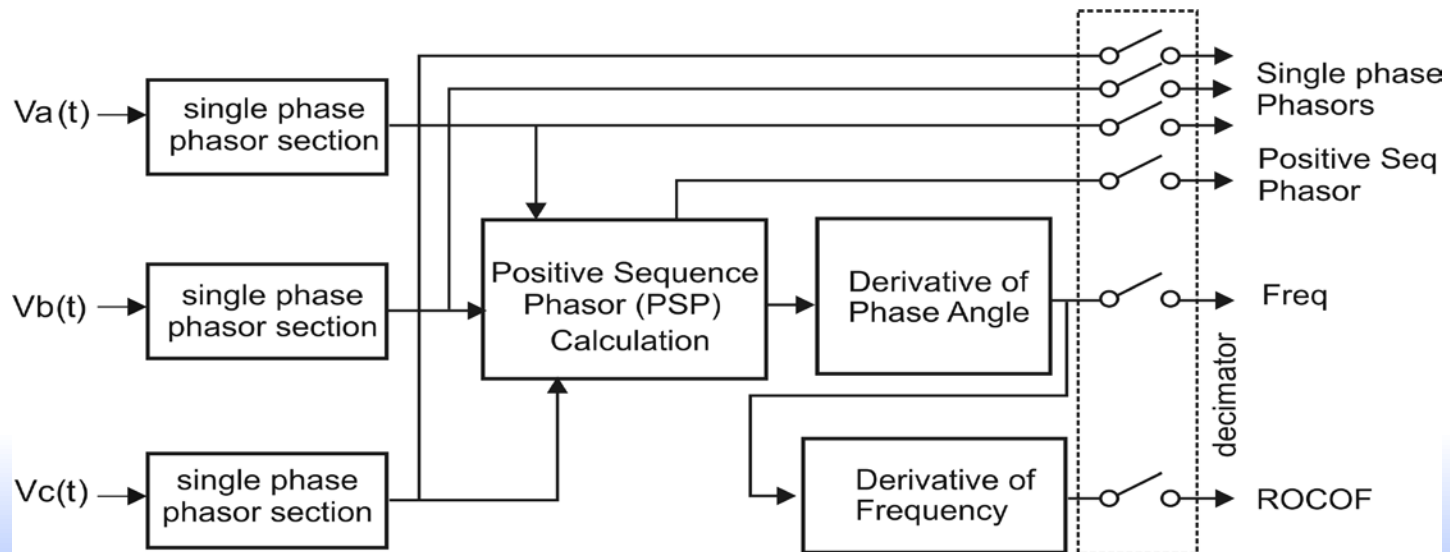 Va(t)
single phase
phasor section
Single phase
Phasors
Positive Seq
Phasor
Vb(t)
single phase
phasor section
Positive Sequence
Phasor (PSP)
Calculation
Derivative of
Phase Angle
Freq
decimator
Vc(t)
single phase
phasor section
Derivative of
Frequency
ROCOF